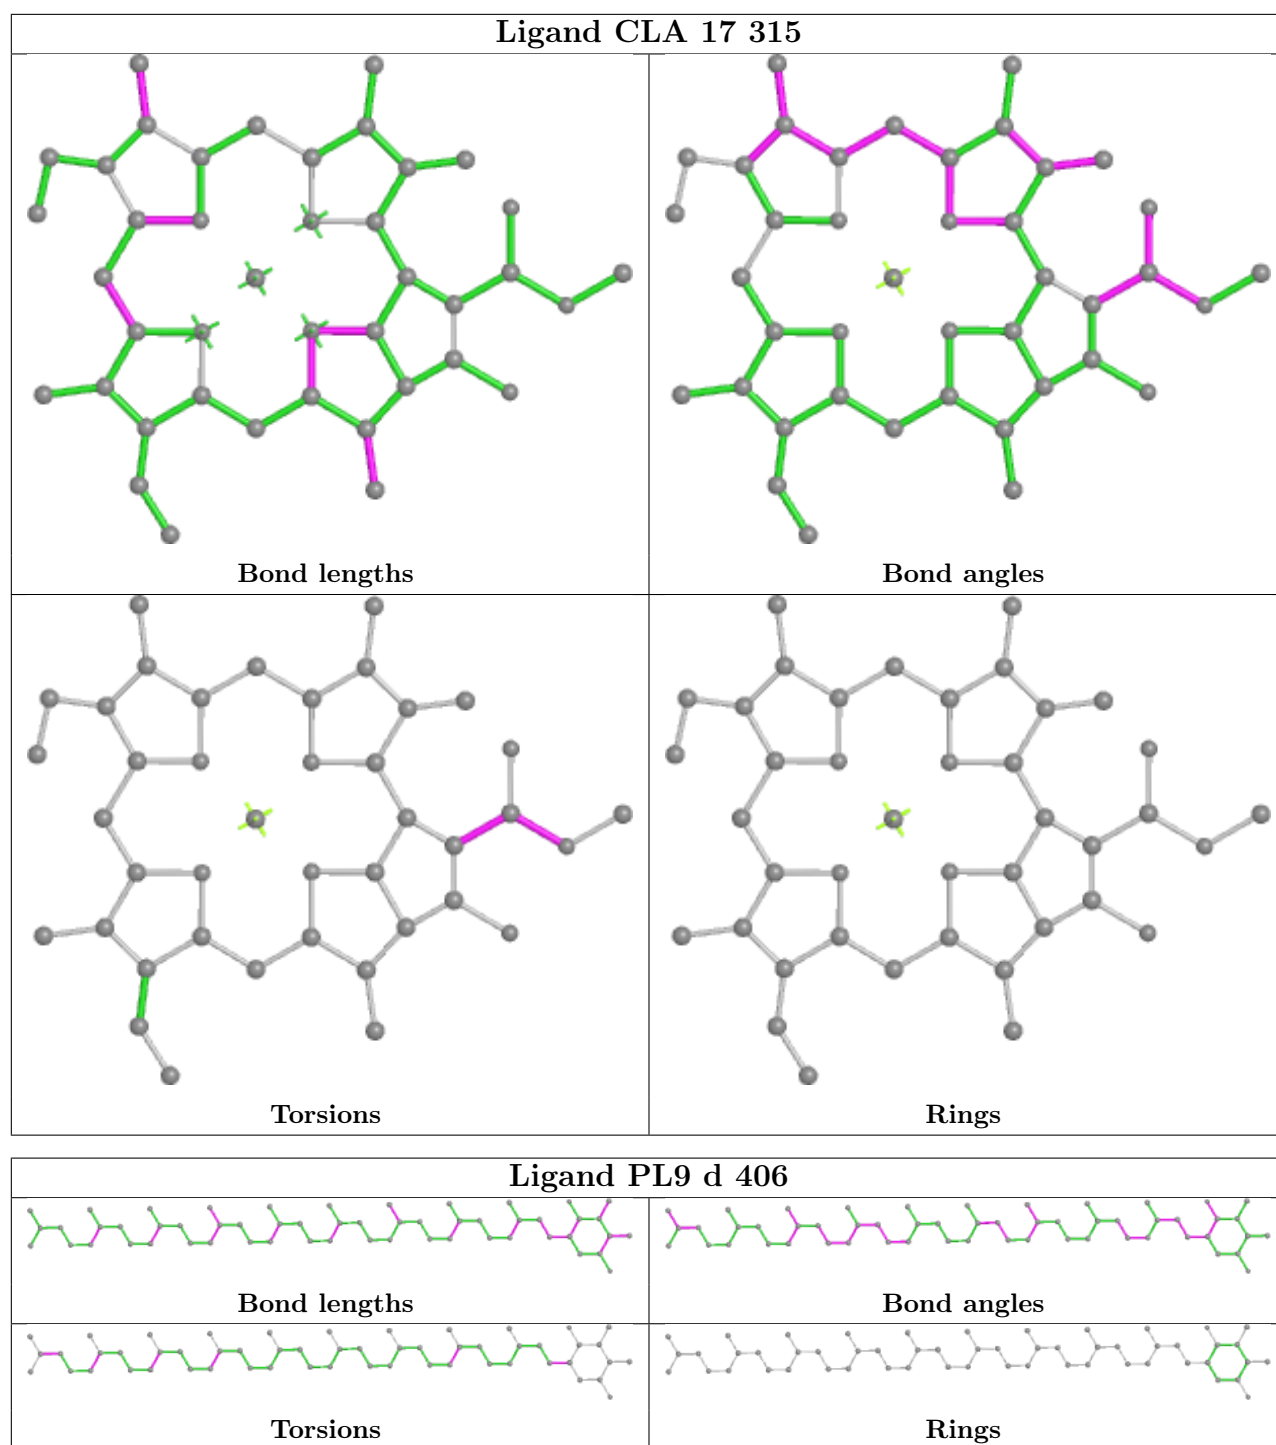 Ligand CLA 17 315
Bond lengths
Bond angles
Torsions
Rings
Ligand PL9 d 406
Bond lengths
Bond angles
Torsions
Rings